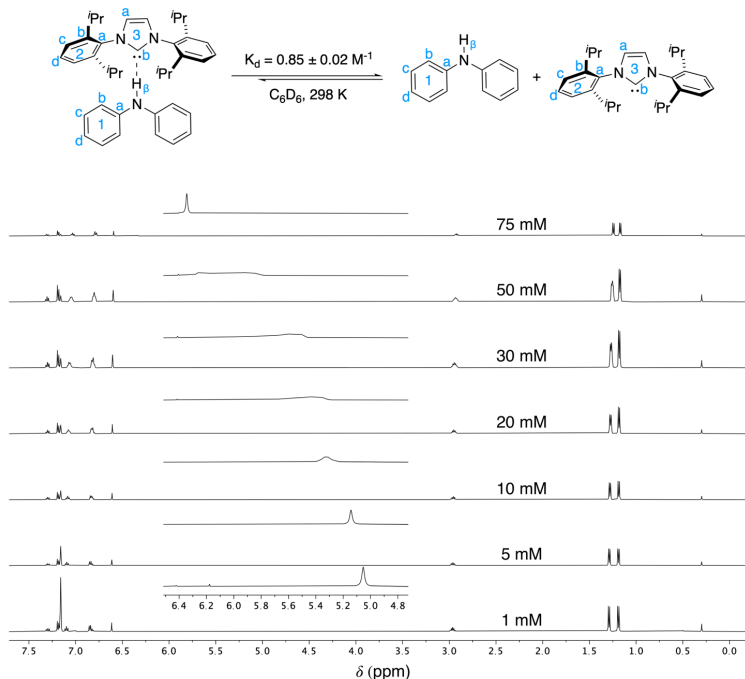 iPr
a
iPr
b
3
c
a
N
N
d
2
b
iPr
iPr
H
β
b
a
N
c
1
d
K_d = 0.85 ± 0.02 M⁻¹
C₆D₆, 298 K
H
β
b
a
N
c
1
d
+
iPr
a
iPr
b
3
c
a
N
N
d
2
b
iPr
iPr
75 mM
50 mM
30 mM
20 mM
10 mM
5 mM
6.4 6.2 6.0 5.8 5.6 5.4 5.2 5.0 4.8
1 mM
7.5 7.0 6.5 6.0 5.5 5.0 4.5 4.0 3.5 3.0 2.5 2.0 1.5 1.0 0.5 0.0
δ (ppm)